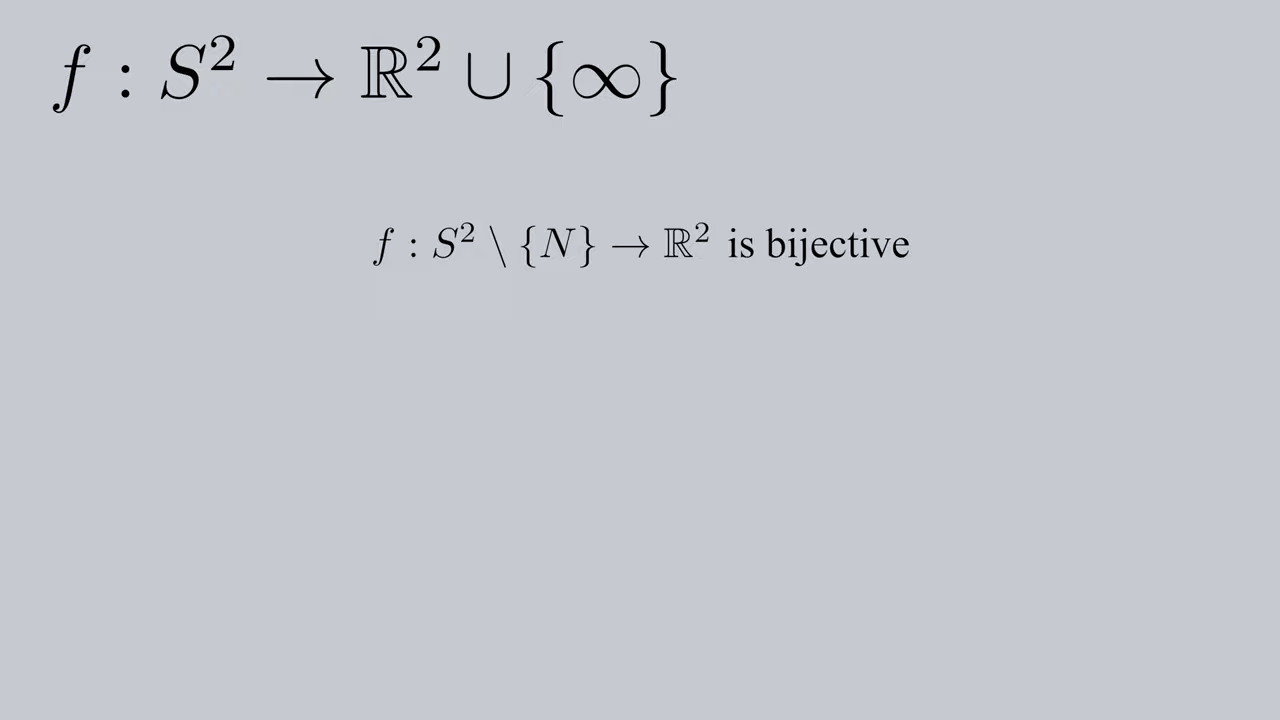 f : S² → ℝ² ∪ {∞}
f : S² \ {N} → ℝ² is bijective